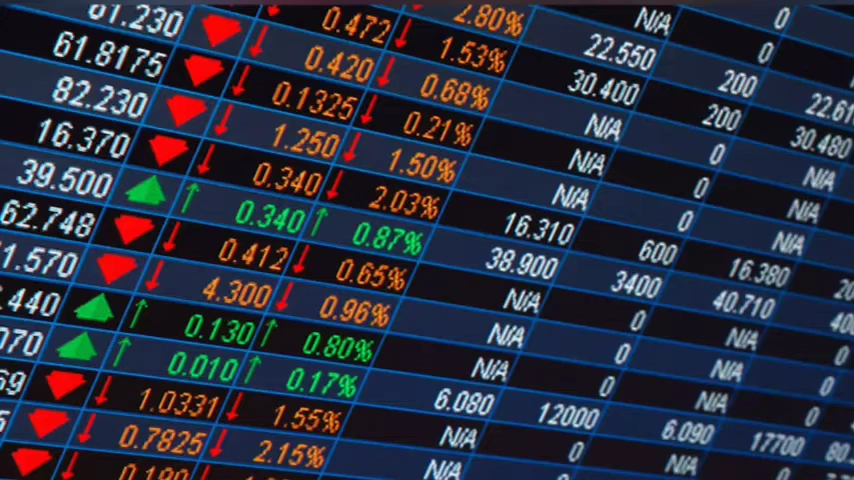 N/A 0
2.80% 22.550 200
0.472 1.53% 30.400 200 30.480
61.230 0.420 0.68% N/A 0 N/A
61.8175 0.1325 0.21% N/A 0 N/A
82.230 1.250 1.50% N/A 0 N/A
16.370 0.340 2.03% 16.310 600 16.380
39.500 0.340 0.87% 38.900 3400 40.710
62.748 0.412 0.65% N/A 0 N/A
1.570 4.300 0.96% N/A 0 N/A 0
.440 0.130 0.80% N/A 0 N/A 0
070 0.010 0.17% 6.080 12000 6.090 17700 80.
69 1.0331 1.55% N/A 0 N/A 0
0.7825 2.15% N/A
0.190